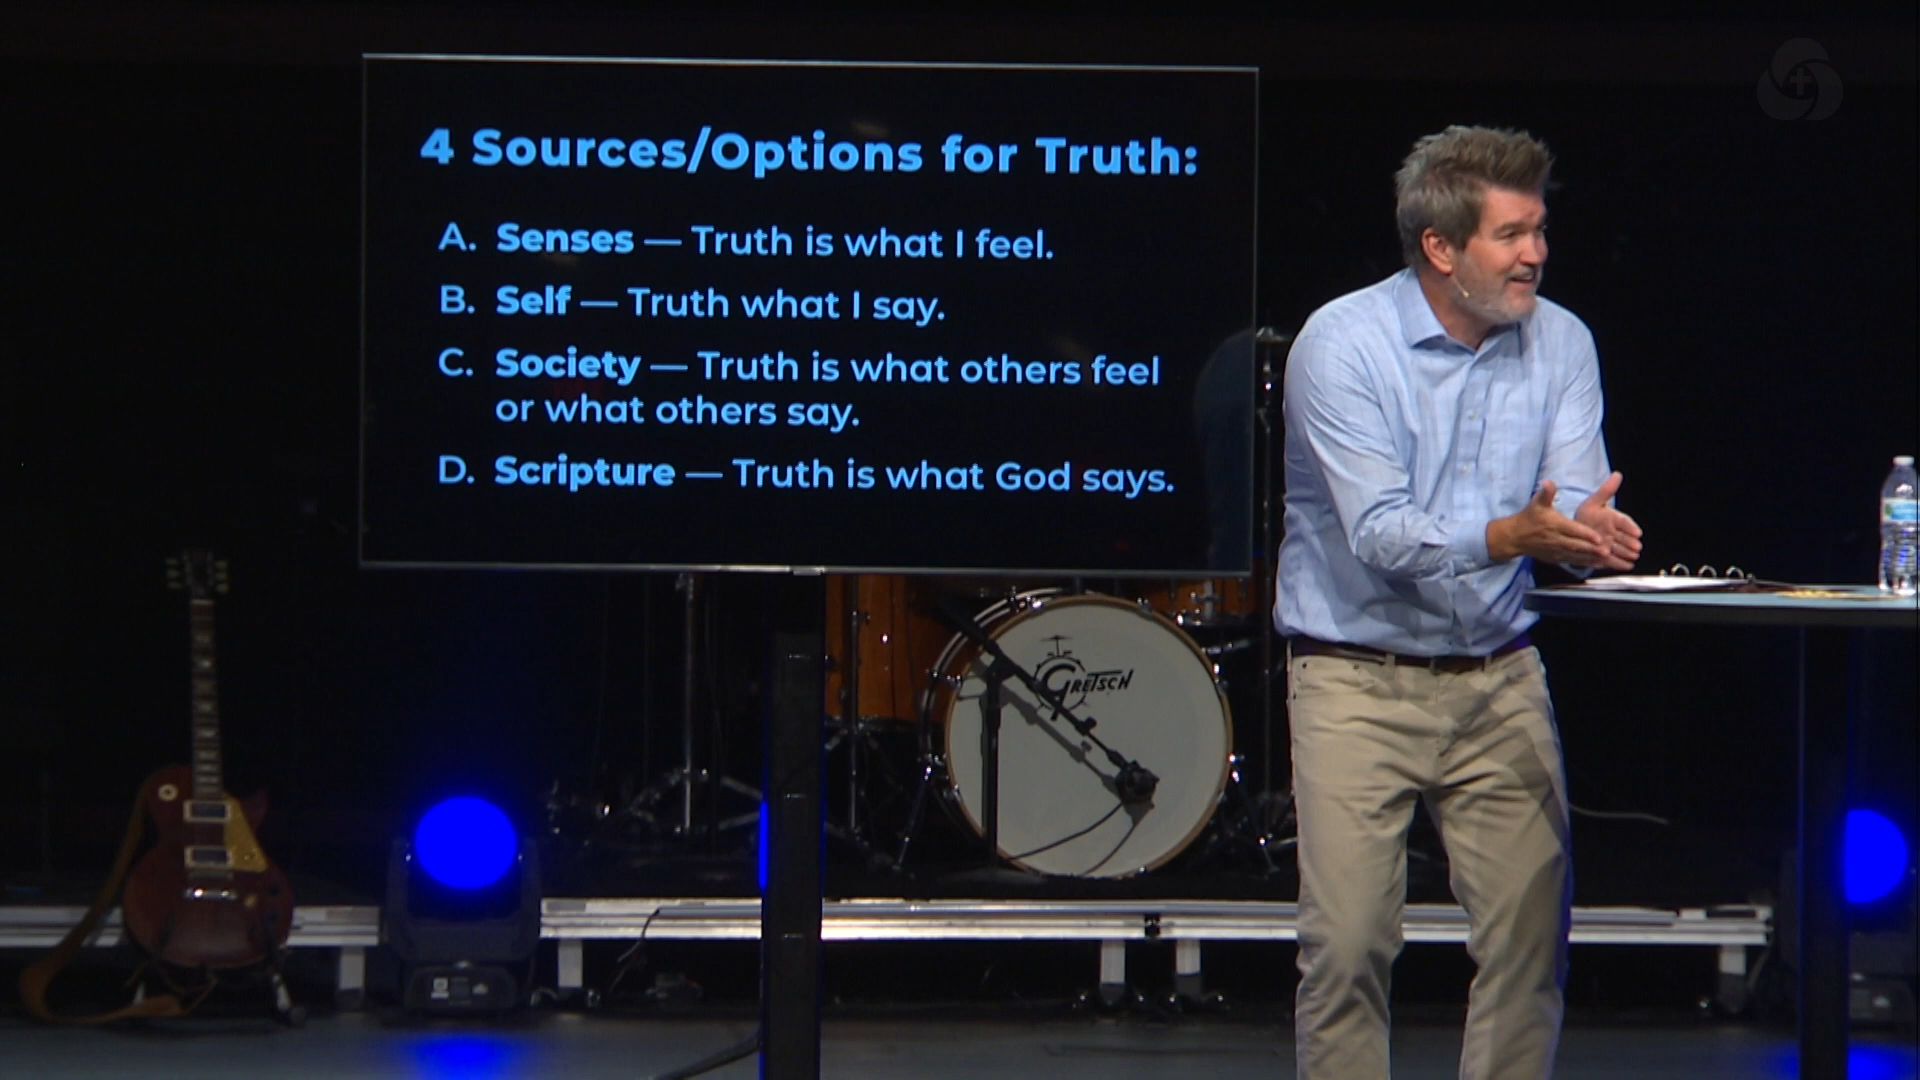 4 Sources/Options for Truth:
A. Senses — Truth is what I feel.
B. Self — Truth what I say.
C. Society — Truth is what others feel
or what others say.
D. Scripture — Truth is what God says.
GRETSCH